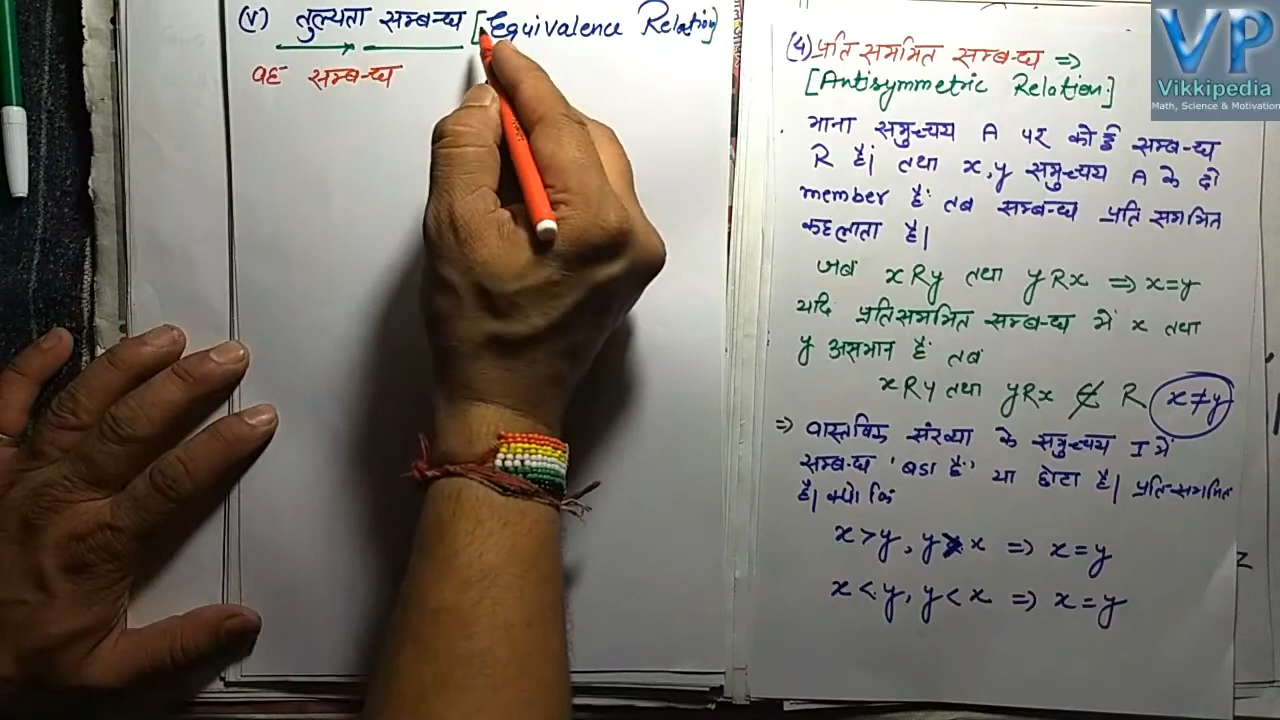 (v) तुल्यता सम्बन्ध [Equivalence Relation]
वह सम्बन्ध
(4) प्रतिसममित सम्बन्ध ⇒
[Antisymmetric Relation.]
माना समुच्चय A पर कोई सम्बन्ध
R है। तथा x,y समुच्चय A के दो
member हैं तब सम्बन्ध प्रतिसममित
कहलाता है।
जब xRy तथा yRx ⇒ x=y
यदि प्रतिसममित सम्बन्ध में x तथा
y असमान हैं तब
xRy तथा yRx ∉ R x≠y
⇒ वास्तविक संख्या के समुच्चय I में
सम्बन्ध 'बडा है' या छोटा है। प्रतिसममित
है। क्यो कि
x>y, y>x ⇒ x=y
x<y, y<x ⇒ x=y
VP
Vikkipedia
Math, Science & Motivation